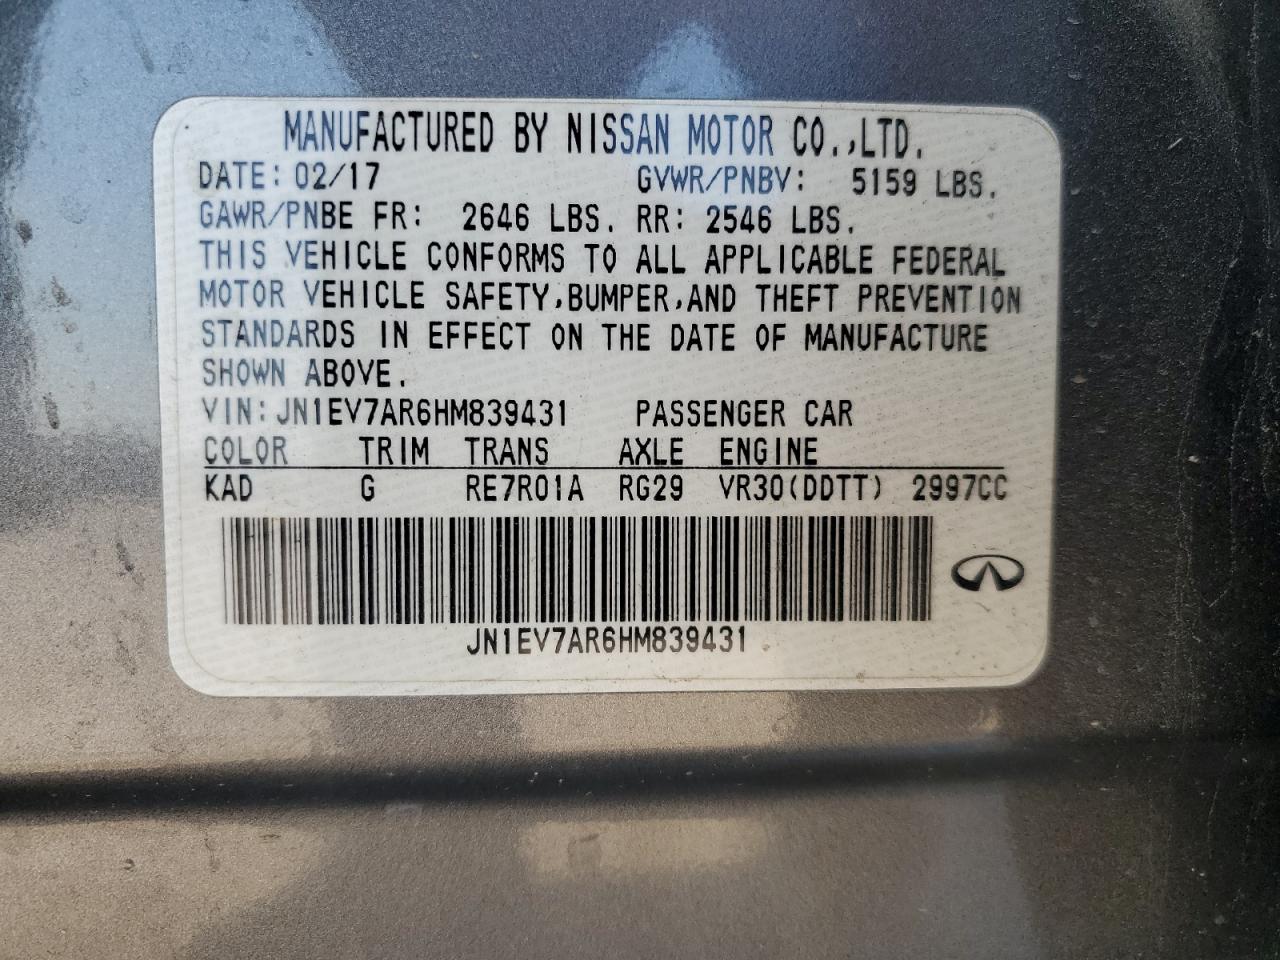 MANUFACTURED BY NISSAN MOTOR CO.,LTD.
DATE: 02/17 GVWR/PNBV: 5159 LBS.
GAWR/PNBE FR: 2646 LBS. RR: 2546 LBS.
THIS VEHICLE CONFORMS TO ALL APPLICABLE FEDERAL
MOTOR VEHICLE SAFETY,BUMPER,AND THEFT PREVENTION
STANDARDS IN EFFECT ON THE DATE OF MANUFACTURE
SHOWN ABOVE.
VIN:JN1EV7AR6HM839431 PASSENGER CAR
COLOR TRIM TRANS AXLE ENGINE
KAD G RE7R01A RG29 VR30(DDTT) 2997CC
JN1EV7AR6HM839431